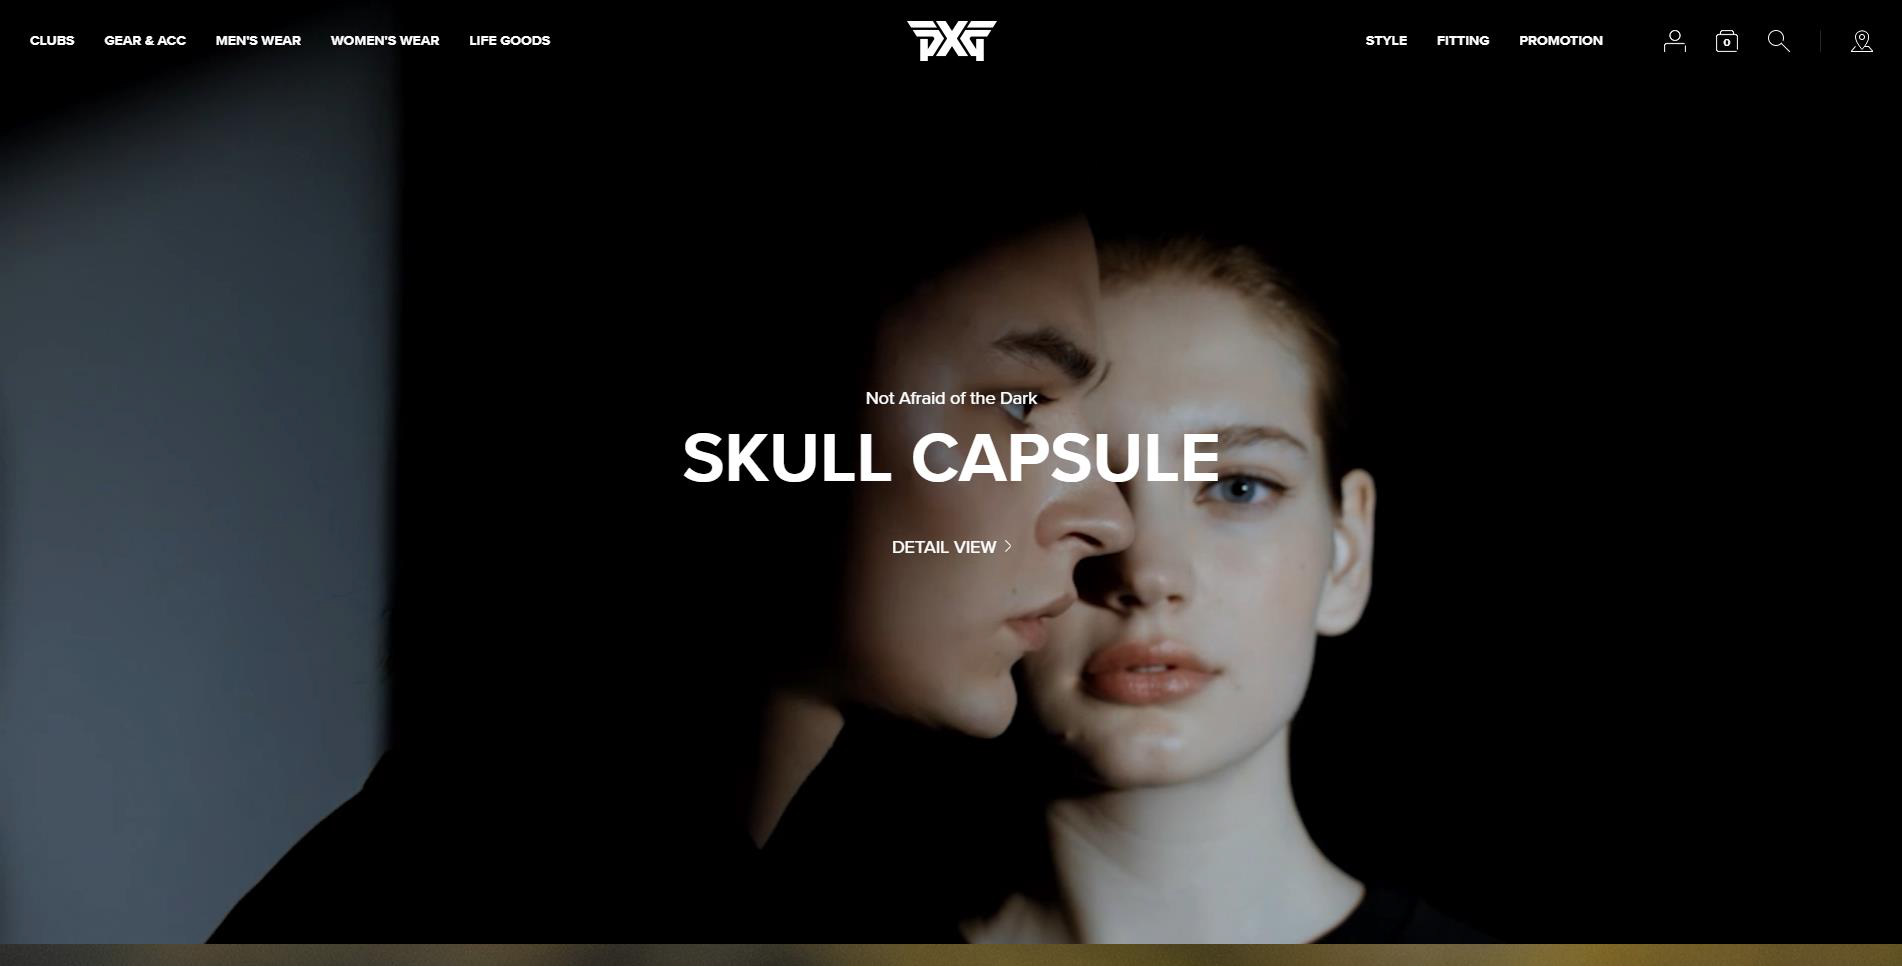 CLUBS GEAR & ACC MEN'S WEAR WOMEN'S WEAR LIFE GOODS PXG STYLE FITTING PROMOTION 0
Not Afraid of the Dark
SKULL CAPSULE
DETAIL VIEW >